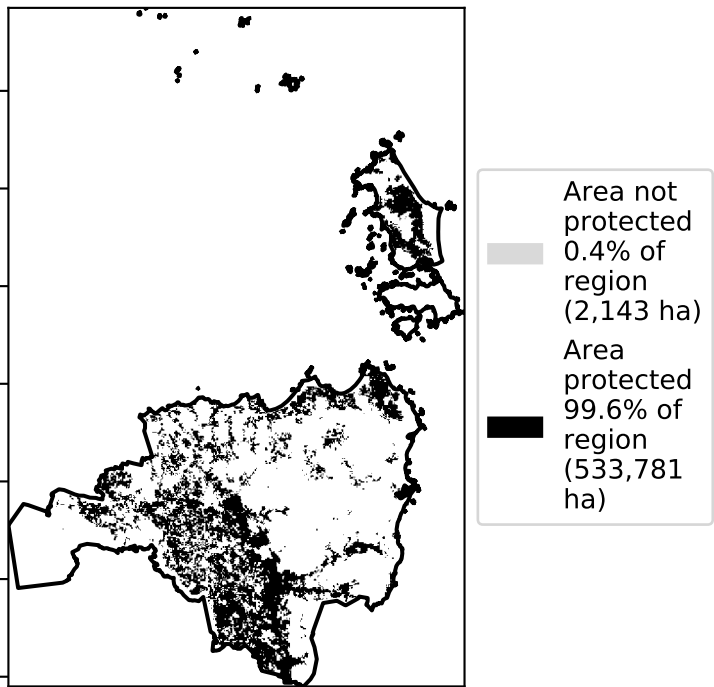 Area not
protected
0.4% of
region
(2,143 ha)
Area
protected
99.6% of
region
(533,781
ha)